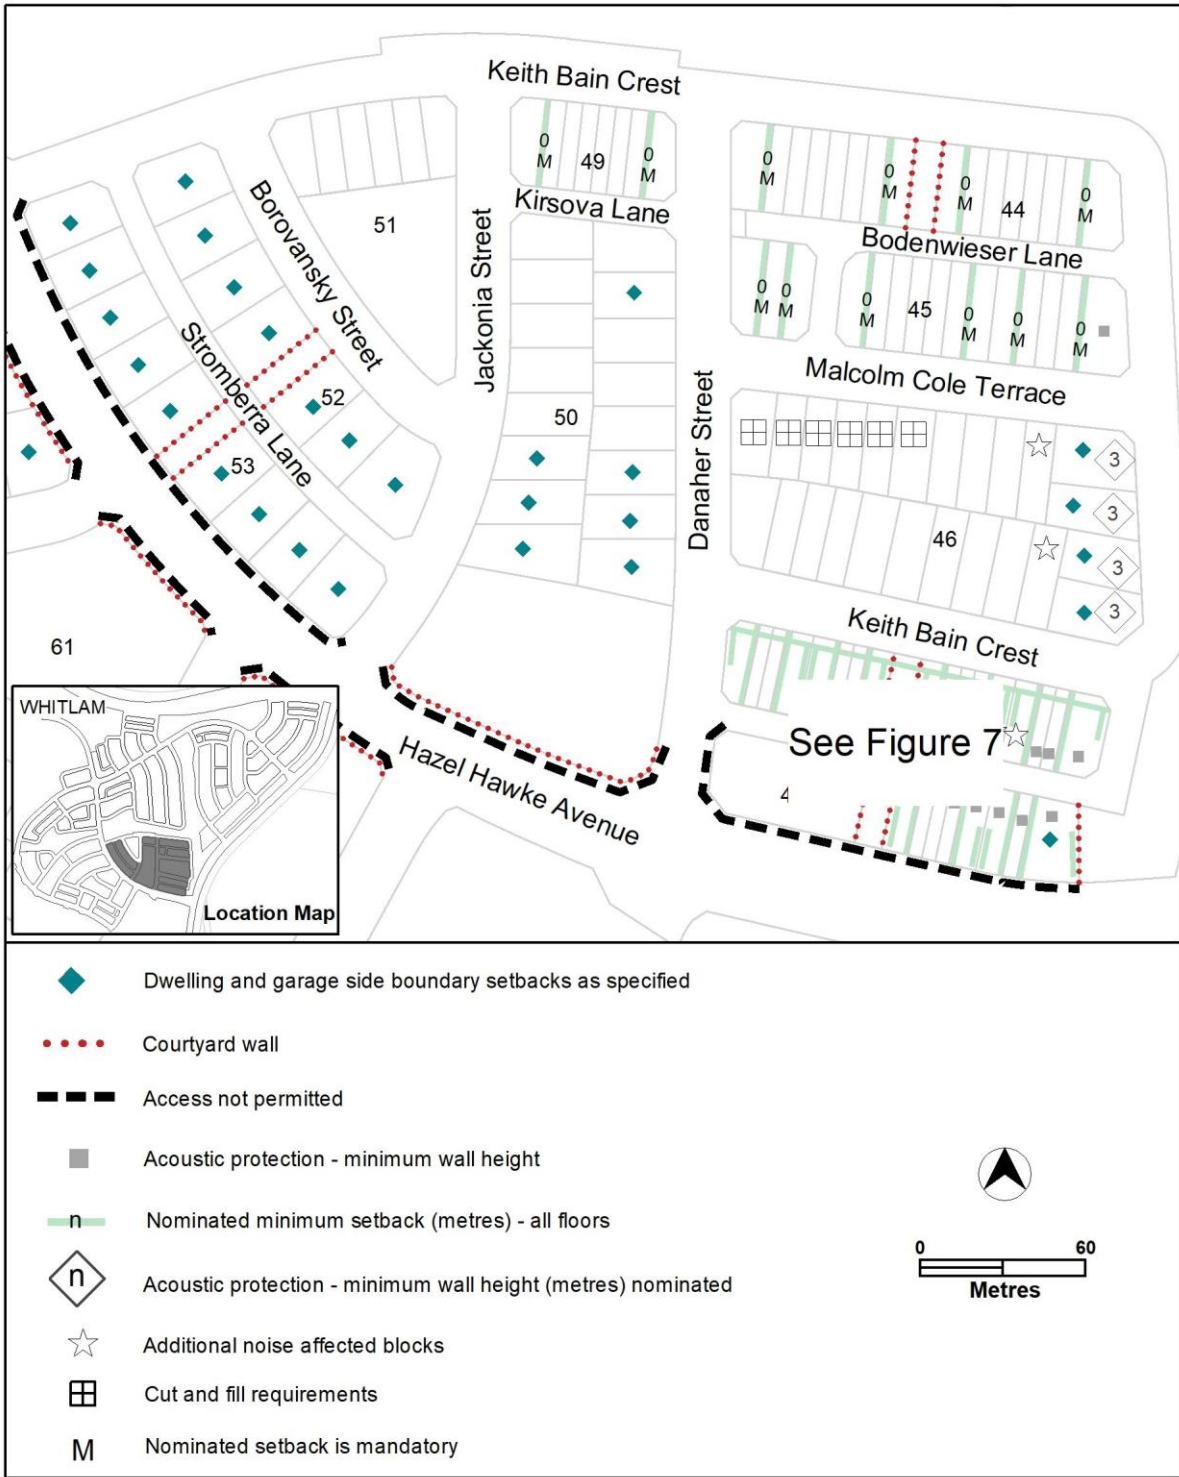 Keith Bain Crest
0
M
49
0
M
Kirsova Lane
0
M
0
M
0
M
44
0
M
Bodenwieser Lane
51
Borovansky Street
Jackonia Street
0
M
0
M
0
M
45
0
M
0
M
0
M
Malcolm Cole Terrace
Stromberra Lane
52
53
50
Danaher Street
3
3
3
3
46
Keith Bain Crest
61
See Figure 7
Hazel Hawke Avenue
WHITLAM
Location Map
Dwelling and garage side boundary setbacks as specified
Courtyard wall
Access not permitted
Acoustic protection - minimum wall height
n Nominated minimum setback (metres) - all floors
n Acoustic protection - minimum wall height (metres) nominated
Additional noise affected blocks
Cut and fill requirements
M Nominated setback is mandatory
0 60
Metres